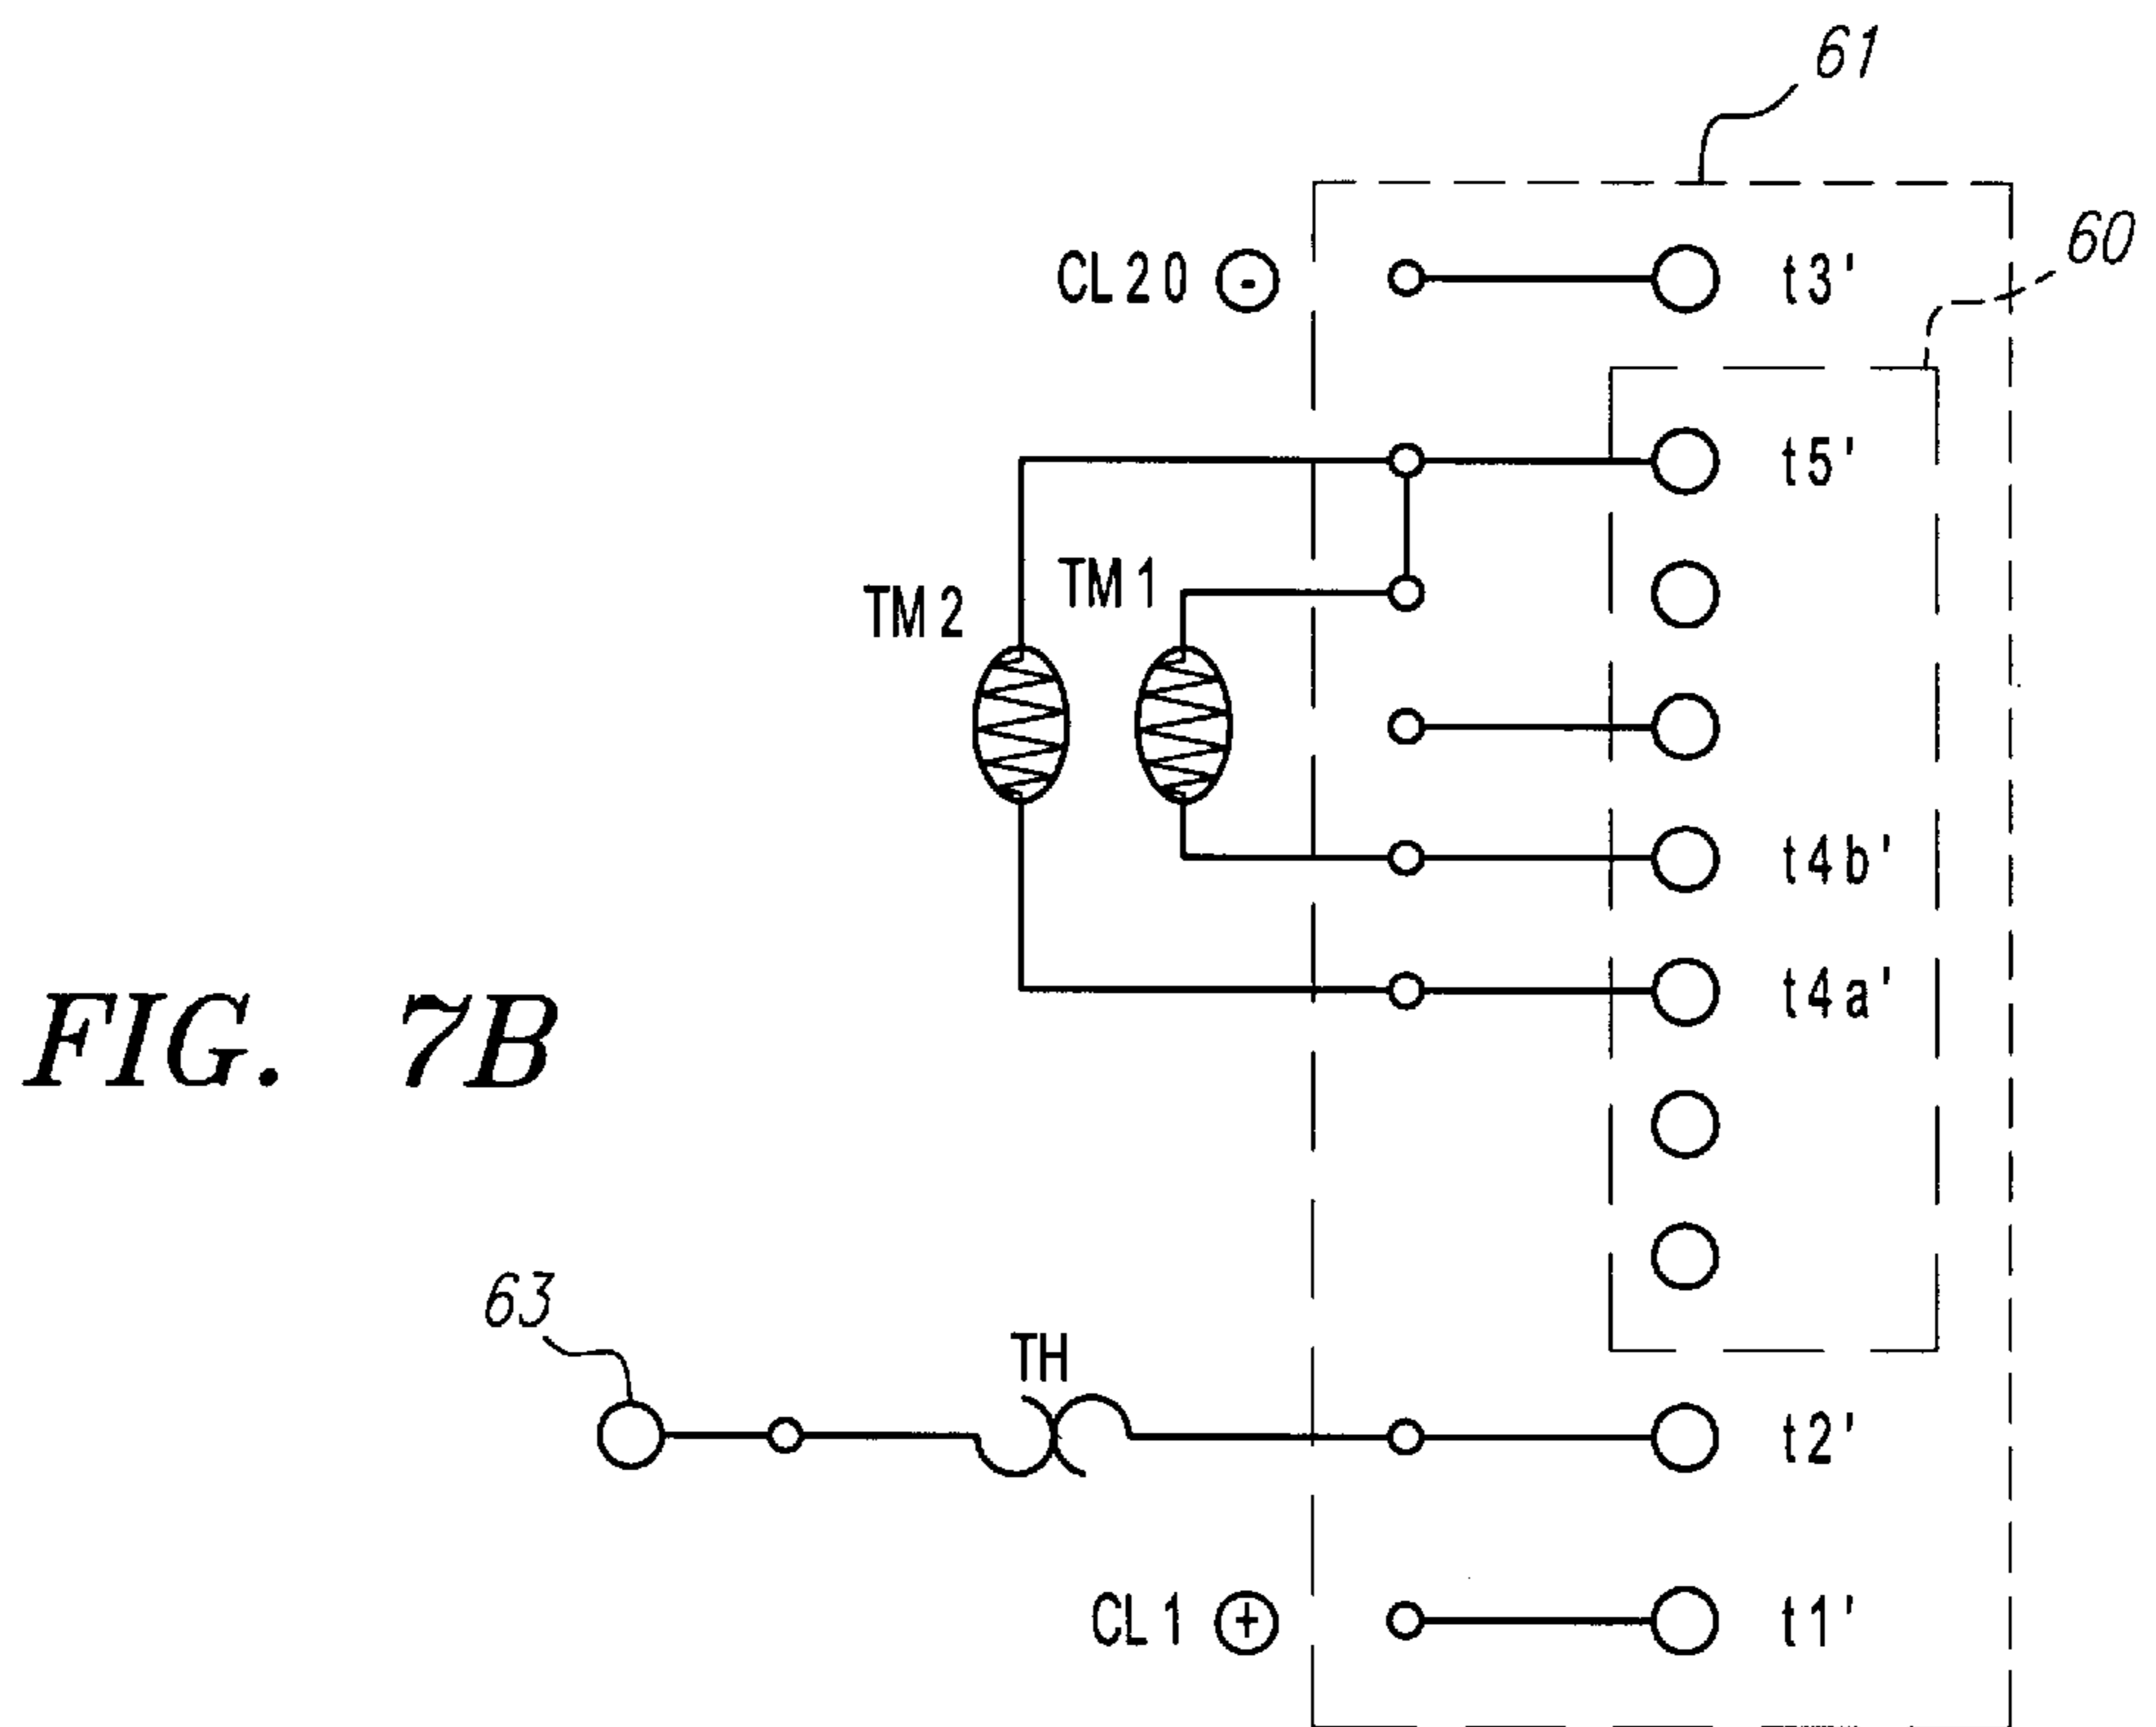 61
60
CL20 t3'
t5'
TM2 TM1
t4b'
t4a'
FIG. 7B
63
TH
t2'
CL1 + t1'